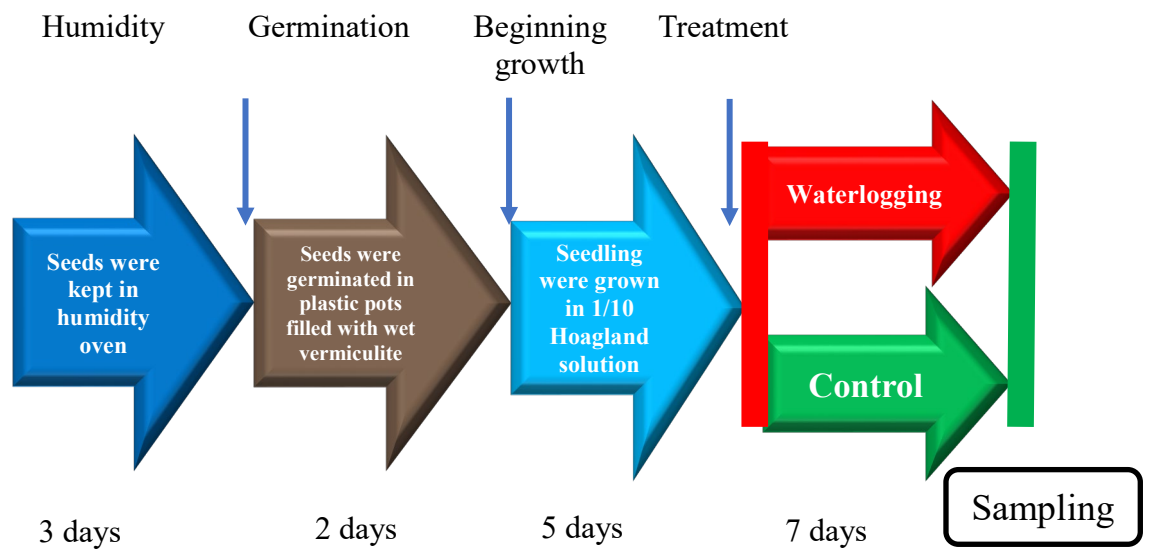 Humidity
Germination
Beginning
growth
Treatment
Seeds were
kept in
humidity
oven
Seeds were
germinated in
plastic pots
filled with wet
vermiculite
Seedling
were grown
in 1/10
Hoagland
solution
Waterlogging
Control
3 days
2 days
5 days
7 days
Sampling